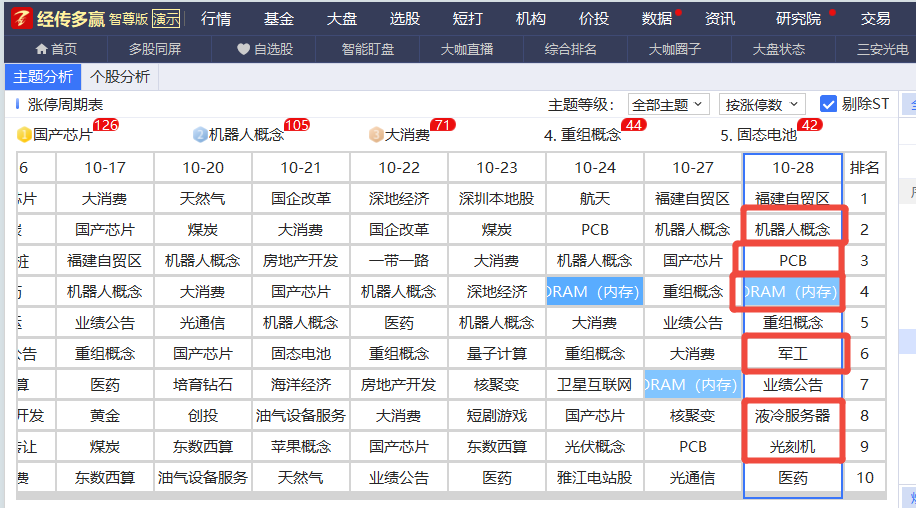 经传多赢 智尊版 演示 行情 基金 大盘 选股 短打 机构 价投 数据 资讯 研究院 交易
首页 多股同屏 自选股 智能盯盘 大咖直播 综合排名 大咖圈子 大盘状态 三安光电
主题分析 个股分析
涨停周期表 主题等级： 全部主题 按涨停数 剔除ST
1 国产芯片 126 2 机器人概念 105 3 大消费 71 4. 重组概念 44 5. 固态电池 42
6 10-17 10-20 10-21 10-22 10-23 10-24 10-27 10-28 排名
芯片 大消费 天然气 国企改革 深地经济 深圳本地股 航天 福建自贸区 福建自贸区 1
国产芯片 煤炭 大消费 国企改革 煤炭 PCB 机器人概念 机器人概念 2
桩 福建自贸区 机器人概念 房地产开发 一带一路 大消费 机器人概念 国产芯片 PCB 3
机器人概念 大消费 国产芯片 机器人概念 深地经济 DRAM（内存） 重组概念 DRAM（内存） 4
业绩公告 光通信 机器人概念 医药 机器人概念 大消费 业绩公告 重组概念 5
公告 重组概念 国产芯片 固态电池 重组概念 量子计算 重组概念 大消费 军工 6
算 医药 培育钻石 海洋经济 房地产开发 核聚变 卫星互联网 DRAM（内存） 业绩公告 7
开发 黄金 创投 油气设备服务 大消费 短剧游戏 国产芯片 核聚变 液冷服务器 8
转让 煤炭 东数西算 苹果概念 国产芯片 东数西算 光伏概念 PCB 光刻机 9
费 东数西算 油气设备服务 天然气 业绩公告 医药 雅江电站股 光通信 医药 10